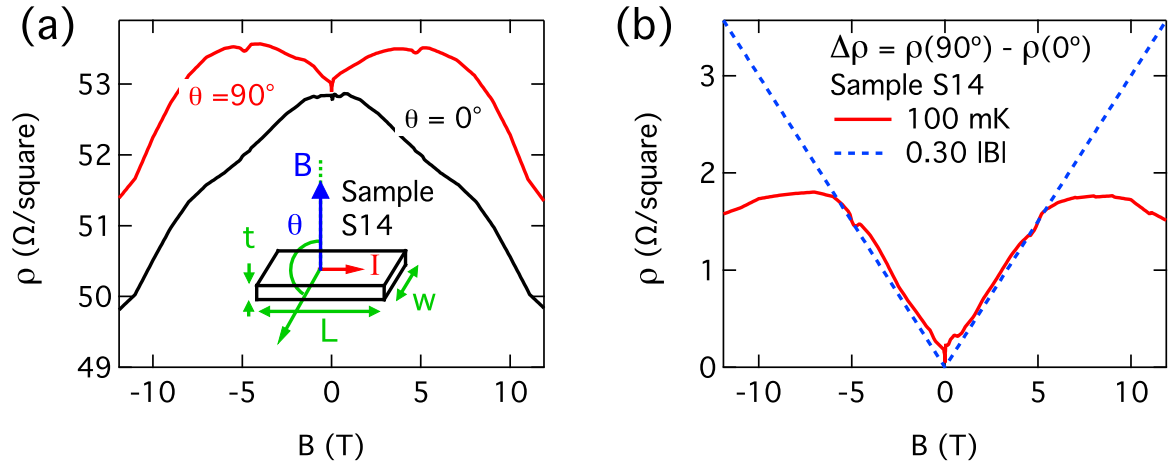 (a)
ρ (Ω/square)
53
52
51
50
49
θ =90°
θ = 0°
B
Sample
S14
θ
t
I
w
L
-10
-5
0
5
10
B (T)
(b)
Δρ = ρ(90°) - ρ(0°)
Sample S14
100 mK
0.30 |B|
ρ (Ω/square)
3
2
1
0
-10
-5
0
5
10
B (T)